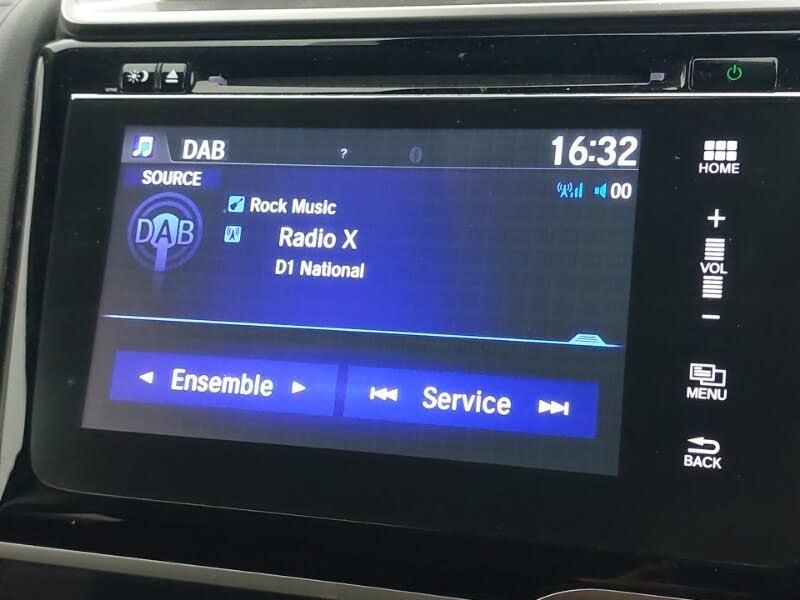 DAB
?
16:32
SOURCE
00
DAB
Rock Music
Radio X
D1 National
Ensemble
Service
HOME
+
VOL
−
MENU
BACK